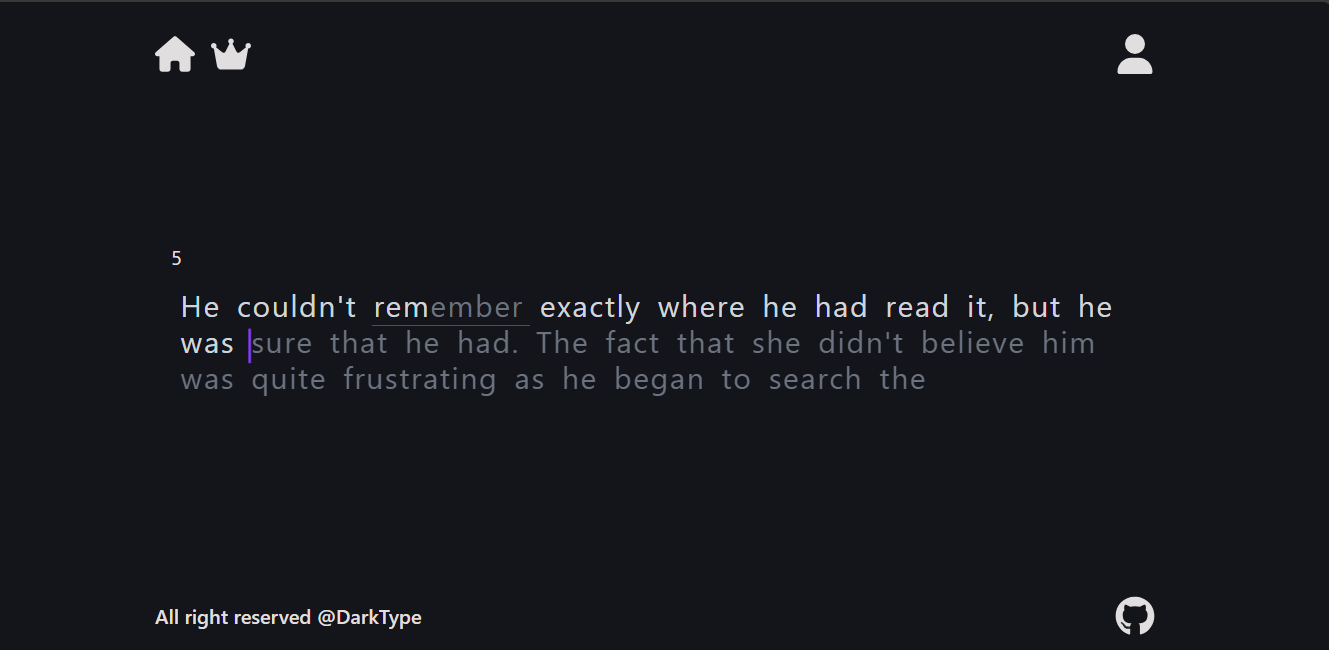 5
He couldn't remember exactly where he had read it, but he
was sure that he had. The fact that she didn't believe him
was quite frustrating as he began to search the
All right reserved @DarkType